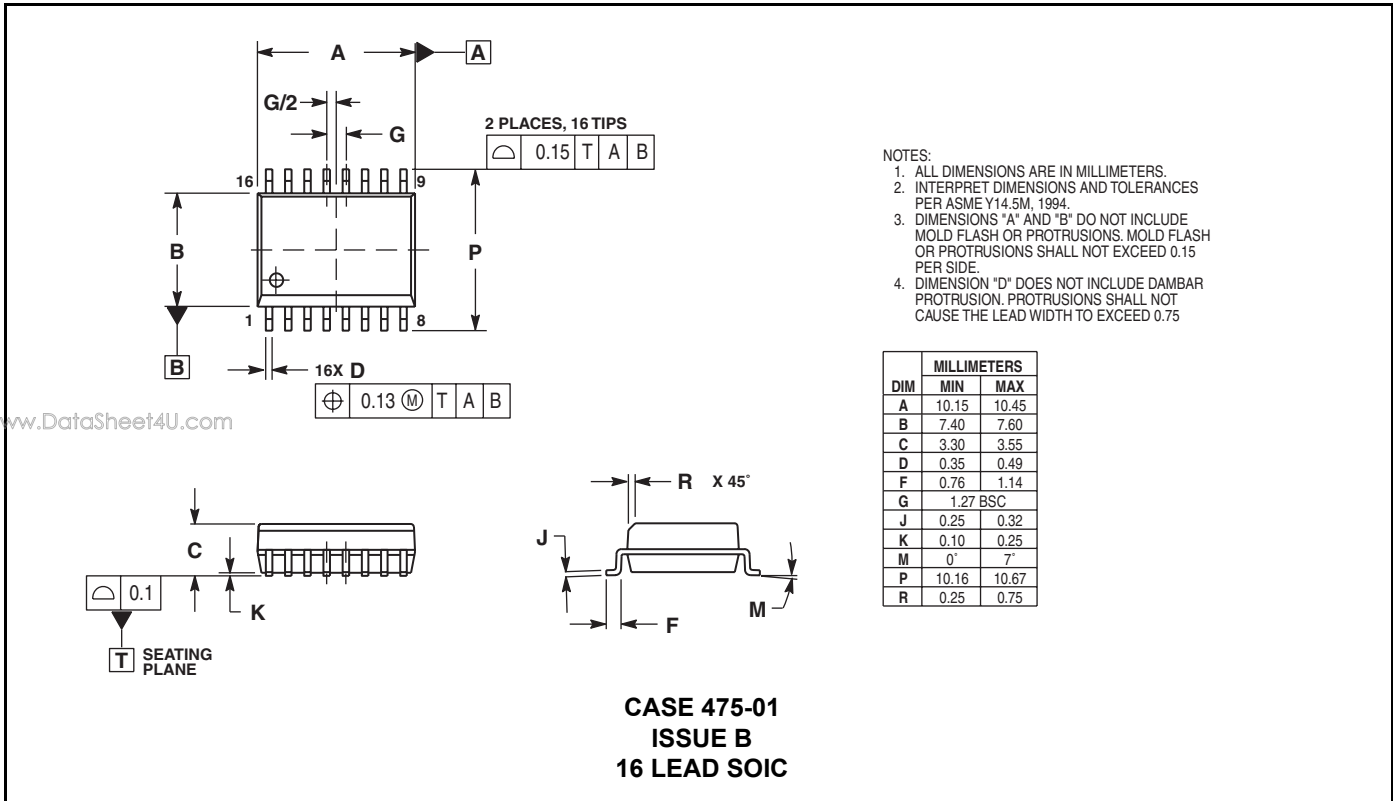 A
A
G/2
G
2 PLACES, 16 TIPS
⌓ 0.15 T A B
16
9
B
P
1
8
B
16X D
⌖ 0.13 Ⓜ T A B
NOTES:
1. ALL DIMENSIONS ARE IN MILLIMETERS.
2. INTERPRET DIMENSIONS AND TOLERANCES
PER ASME Y14.5M, 1994.
3. DIMENSIONS "A" AND "B" DO NOT INCLUDE
MOLD FLASH OR PROTRUSIONS. MOLD FLASH
OR PROTRUSIONS SHALL NOT EXCEED 0.15
PER SIDE.
4. DIMENSION "D" DOES NOT INCLUDE DAMBAR
PROTRUSION. PROTRUSIONS SHALL NOT
CAUSE THE LEAD WIDTH TO EXCEED 0.75
MILLIMETERS
DIM MIN MAX
A 10.15 10.45
B 7.40 7.60
C 3.30 3.55
D 0.35 0.49
F 0.76 1.14
G 1.27 BSC
J 0.25 0.32
K 0.10 0.25
M 0° 7°
P 10.16 10.67
R 0.25 0.75
ww.DataSheet4U.com
C
⌓ 0.1
K
T SEATING
PLANE
R X 45°
J
F
M
CASE 475-01
ISSUE B
16 LEAD SOIC